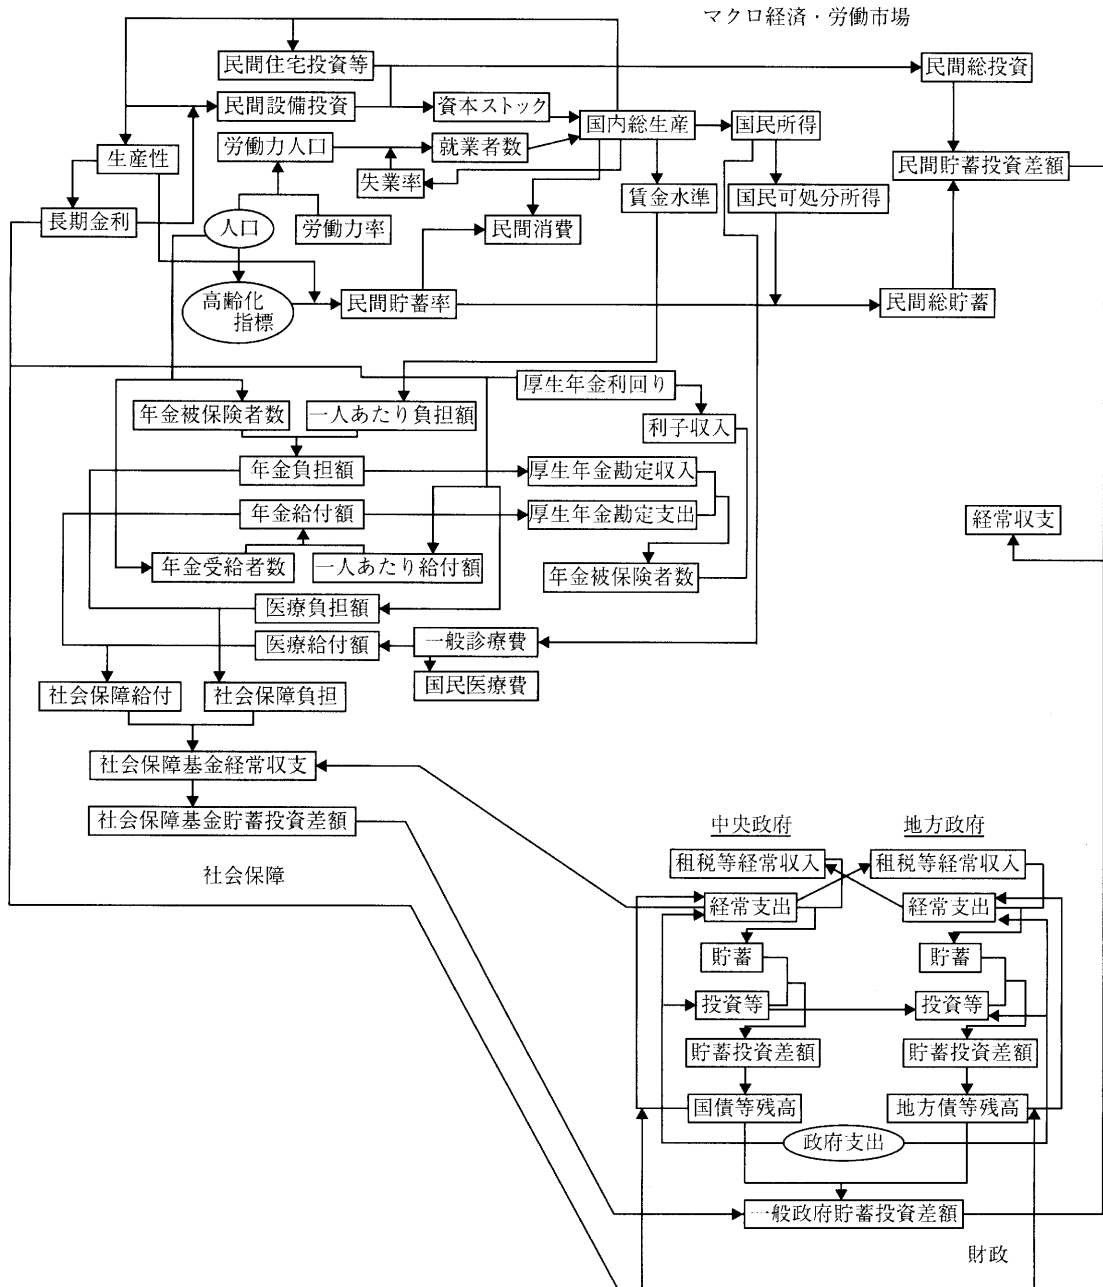 マクロ経済・労働市場
民間住宅投資等
民間総投資
民間設備投資
資本ストック
国内総生産
国民所得
労働力人口
就業者数
生産性
失業率
民間貯蓄投資差額
賃金水準
国民可処分所得
長期金利
人口
労働力率
民間消費
高齢化
指標
民間貯蓄率
民間総貯蓄
厚生年金利回り
年金被保険者数
一人あたり負担額
利子収入
年金負担額
厚生年金勘定収入
年金給付額
厚生年金勘定支出
経常収支
年金受給者数
一人あたり給付額
年金被保険者数
医療負担額
医療給付額
一般診療費
国民医療費
社会保障給付
社会保障負担
社会保障基金経常収支
社会保障基金貯蓄投資差額
社会保障
中央政府
地方政府
租税等経常収入
租税等経常収入
経常支出
経常支出
貯蓄
貯蓄
投資等
投資等
貯蓄投資差額
貯蓄投資差額
国債等残高
地方債等残高
政府支出
一般政府貯蓄投資差額
財政